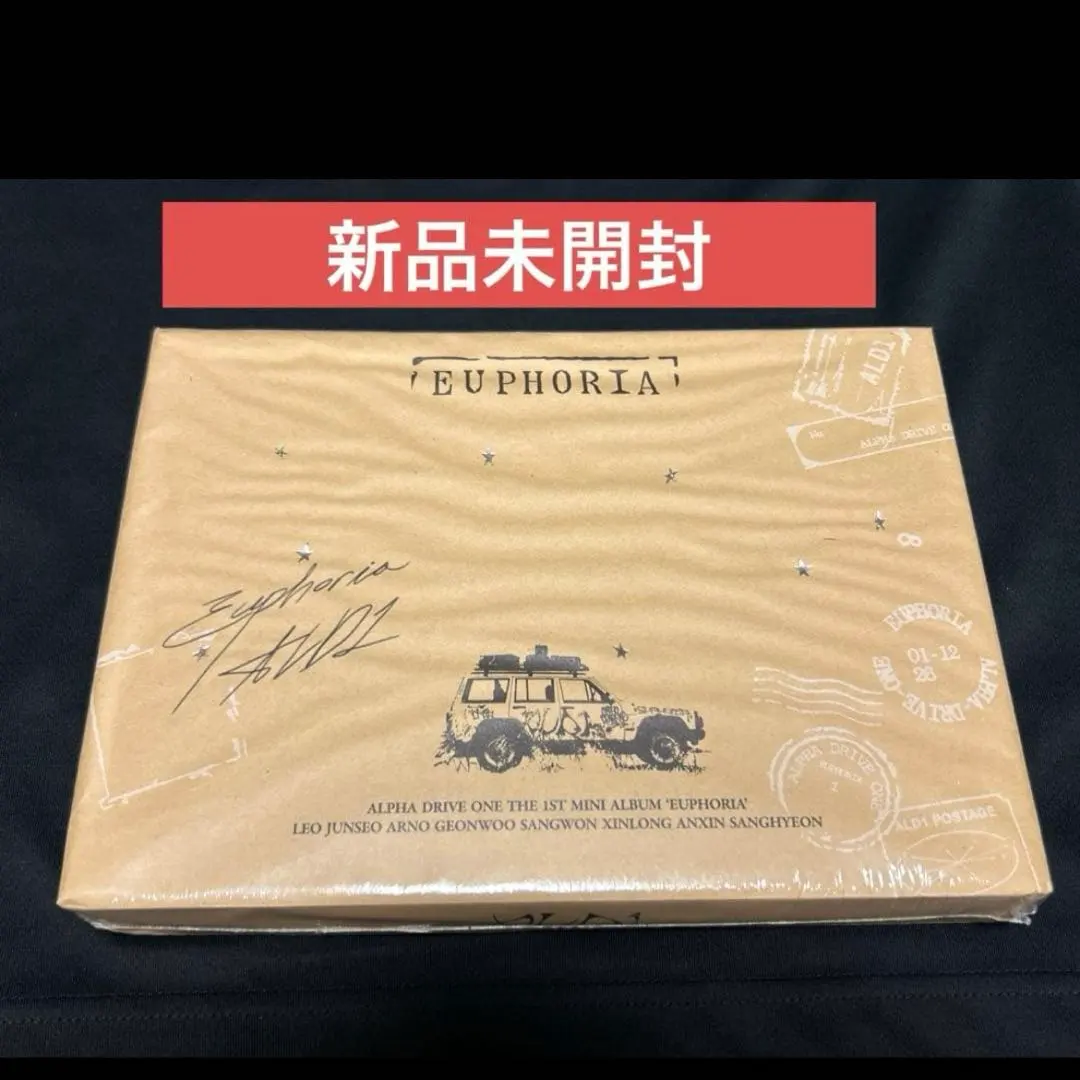 新品未開封
EUPHORIA
ALD1
ALPHA DRIVE O
8
Euphoria
ALD1
EUPHORIA
01-12
26
ALPHA-DRIVE-ONE
ALPHA DRIVE ONE
ALPHA DRIVE ONE THE 1ST MINI ALBUM 'EUPHORIA'
LEO JUNSEO ARNO GEONWOO SANGWON XINLONG ANXIN SANGHYEON
ALD1 POSTAGE